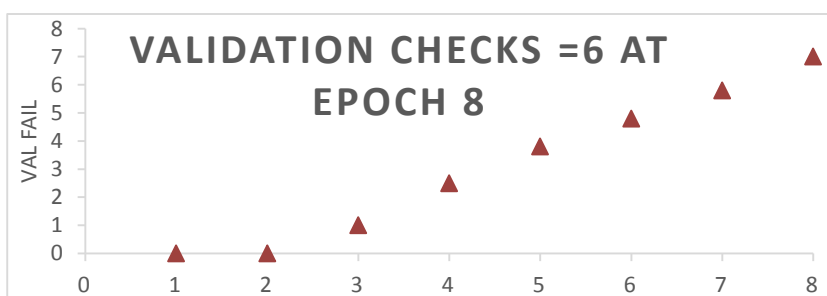 VALIDATION CHECKS =6 AT
EPOCH 8
VAL FAIL
8
7
6
5
4
3
2
1
0
0 1 2 3 4 5 6 7 8